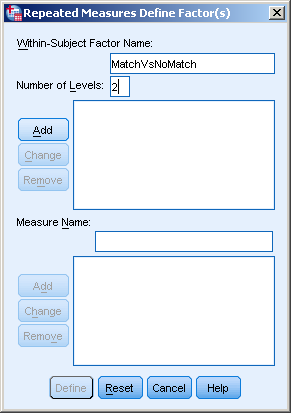 Repeated Measures Define Factor(s)
Within-Subject Factor Name:
MatchVsNoMatch
Number of Levels: 2
Add
Change
Remove
Measure Name:
Add
Change
Remove
Define Reset Cancel Help